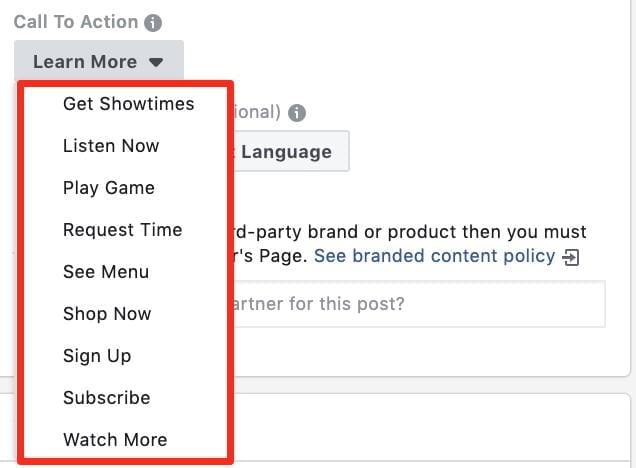 Call To Action
Learn More
Get Showtimes
ional)
Listen Now
Language
Play Game
Request Time
rd-party brand or product then you must
r's Page. See branded content policy
See Menu
artner for this post?
Shop Now
Sign Up
Subscribe
Watch More